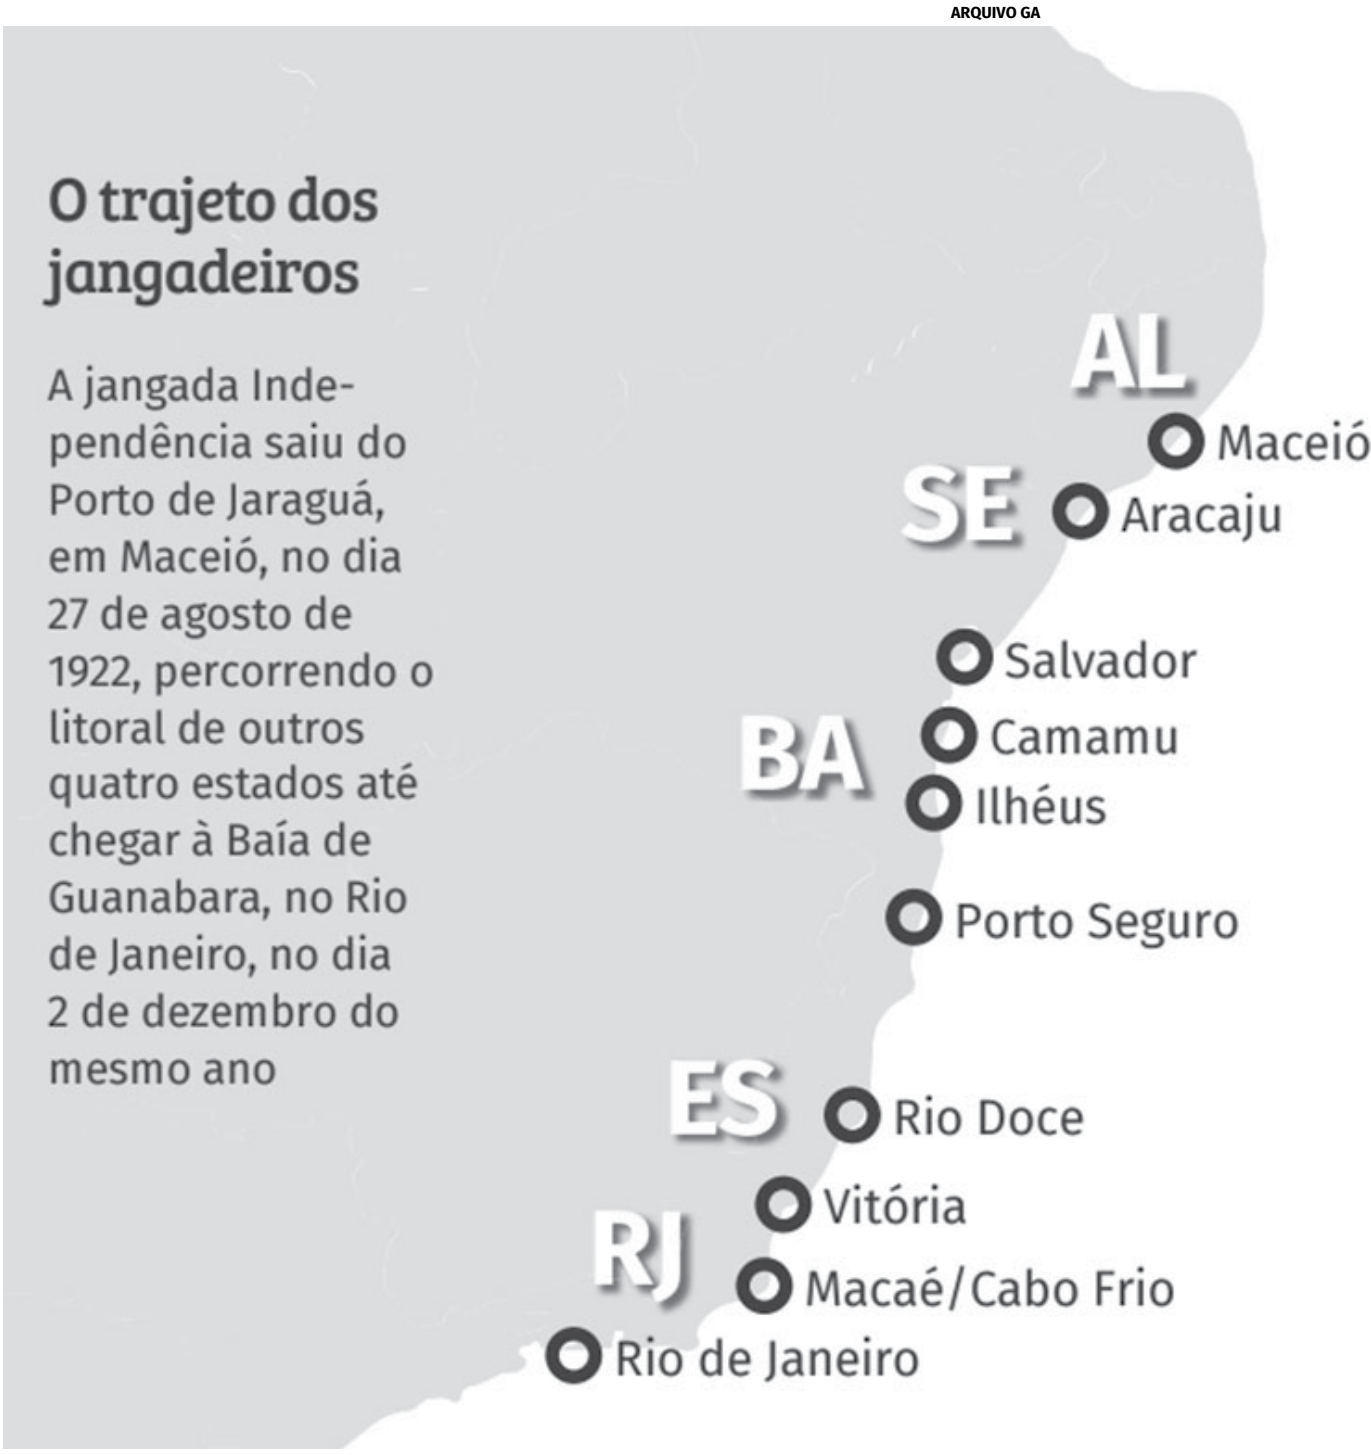 ARQUIVO GA
O trajeto dos
jangadeiros
A jangada Inde-
pendência saiu do
Porto de Jaraguá,
em Maceió, no dia
27 de agosto de
1922, percorrendo o
litoral de outros
quatro estados até
chegar à Baía de
Guanabara, no Rio
de Janeiro, no dia
2 de dezembro do
mesmo ano
AL
Maceió
SE
Aracaju
Salvador
BA
Camamu
Ilhéus
Porto Seguro
ES
Rio Doce
Vitória
RJ
Macaé/Cabo Frio
Rio de Janeiro